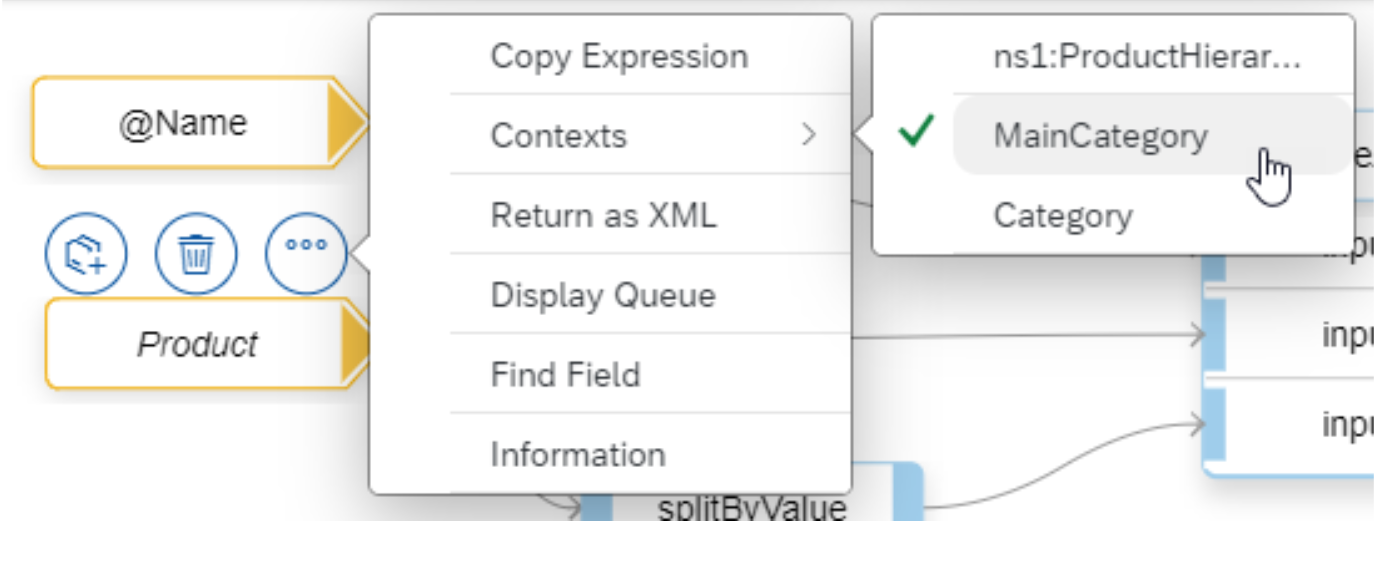 @Name
Product
Copy Expression
Contexts
Return as XML
Display Queue
Find Field
Information
ns1:ProductHierar...
MainCategory
Category
splitByValue